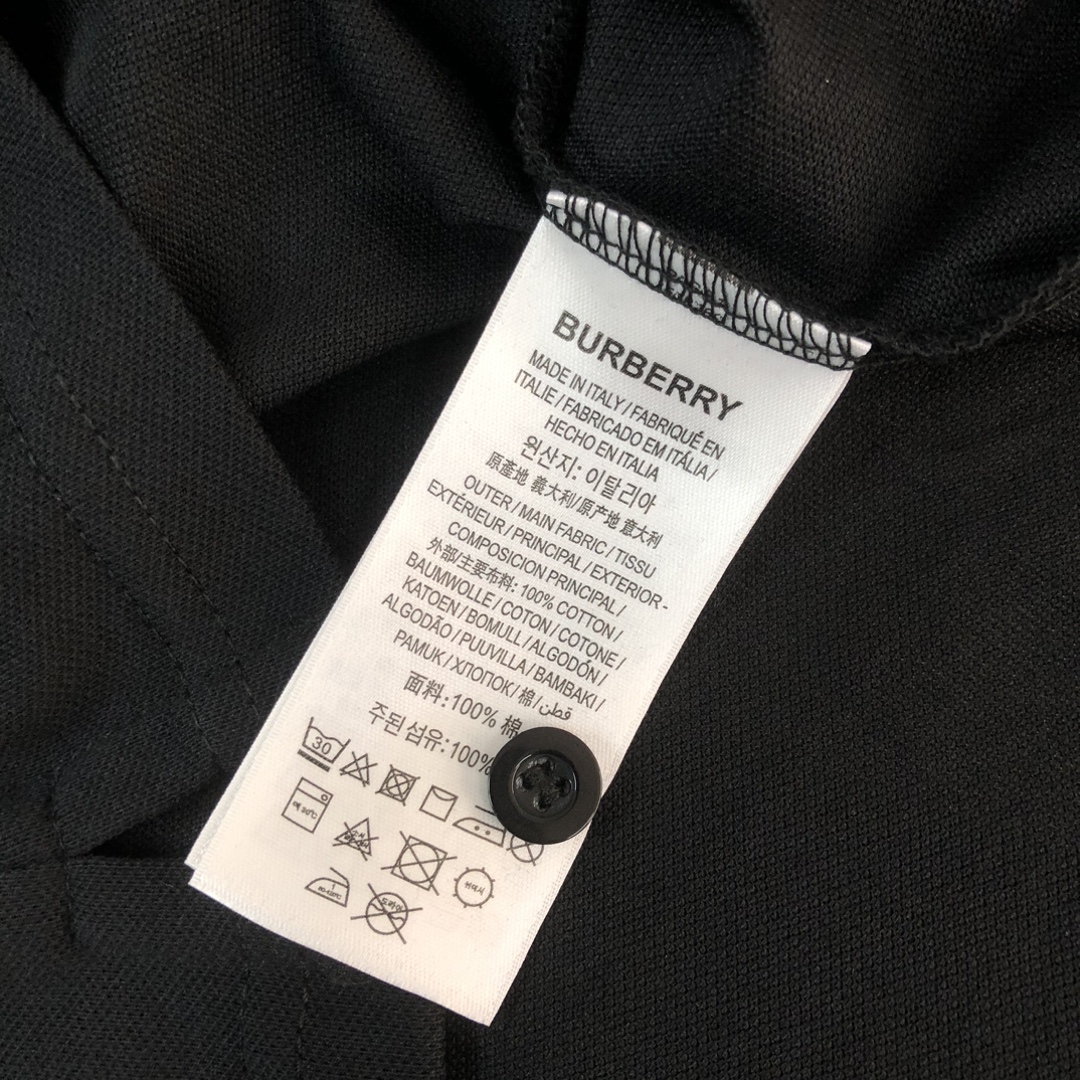 BURBERRY
MADE IN ITALY / FABRIQUÉ EN
ITALIE / FABRICADO EM ITÁLIA /
HECHO EN ITALIA
원산지: 이탈리아
原產地 義大利/原产地 意大利
OUTER / MAIN FABRIC / TISSU
EXTÉRIEUR / PRINCIPAL / EXTERIOR -
COMPOSICION PRINCIPAL /
外部/主要布料: 100% COTTON /
BAUMWOLLE / COTON / COTONE /
KATOEN / BOMULL / ALGODÓN /
ALGODÃO / PUUVILLA / BAMBAKI /
PAMUK / ХЛОПОК / 棉 / قطن
面料: 100% 棉
주된 섬유: 100%
30